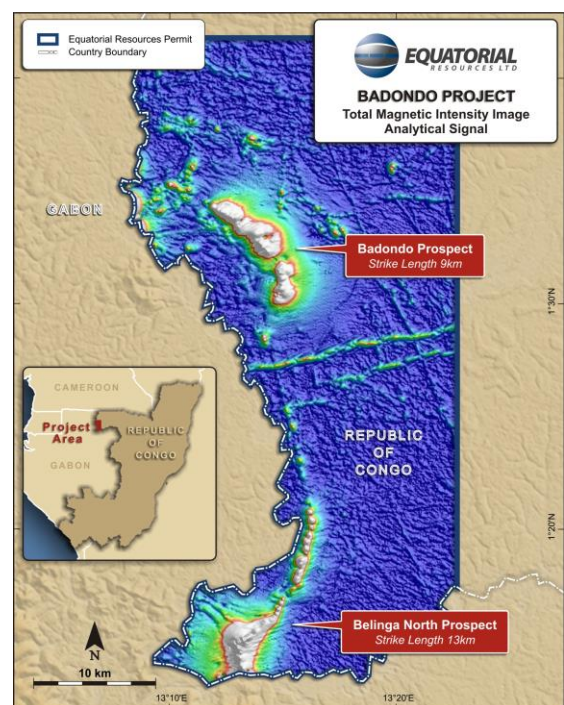 Equatorial Resources Permit
Country Boundary
EQUATORIAL
RESOURCES LTD
BADONDO PROJECT
Total Magnetic Intensity Image
Analytical Signal
GABON
Badondo Prospect
Strike Length 9km
1°30'N
CAMEROON
Project
Area
REPUBLIC
OF
CONGO
GABON
REPUBLIC
OF
CONGO
1°20'N
Belinga North Prospect
Strike Length 13km
N
10 km
13°10'E
13°20'E